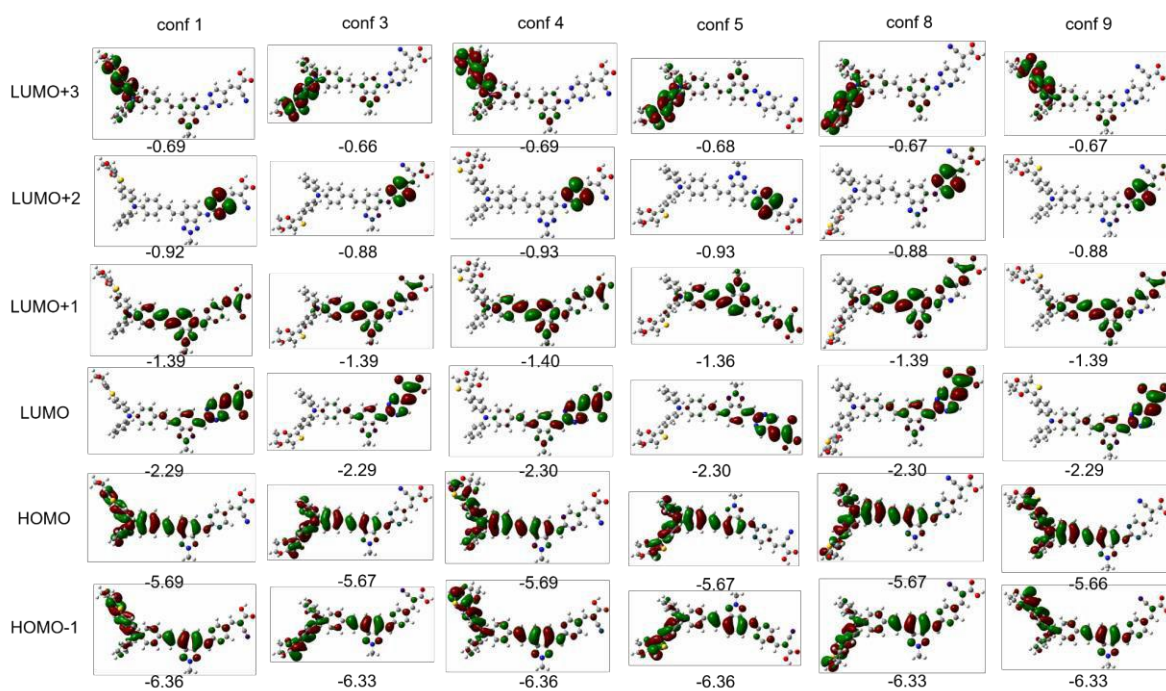 conf 1 conf 3 conf 4 conf 5 conf 8 conf 9
LUMO+3
-0.69 -0.66 -0.69 -0.68 -0.67 -0.67
LUMO+2
-0.92 -0.88 -0.93 -0.93 -0.88 -0.88
LUMO+1
-1.39 -1.39 -1.40 -1.36 -1.39 -1.39
LUMO
-2.29 -2.29 -2.30 -2.30 -2.30 -2.29
HOMO
-5.69 -5.67 -5.69 -5.67 -5.67 -5.66
HOMO-1
-6.36 -6.33 -6.36 -6.36 -6.33 -6.33